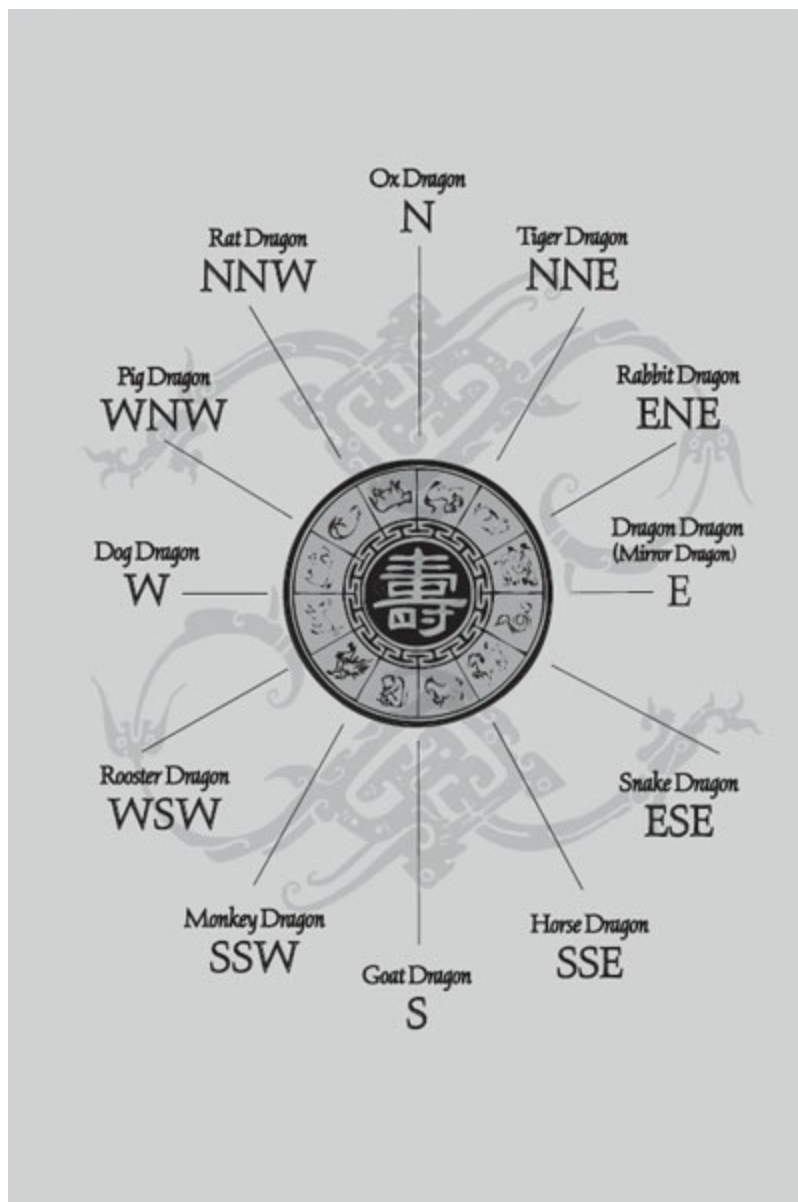 Ox Dragon
N
Rat Dragon
NNW
Tiger Dragon
NNE
Pig Dragon
WNW
Rabbit Dragon
ENE
Dog Dragon
W
壽
Dragon Dragon
(Mirror Dragon)
E
Rooster Dragon
WSW
Snake Dragon
ESE
Monkey Dragon
SSW
Horse Dragon
SSE
Goat Dragon
S